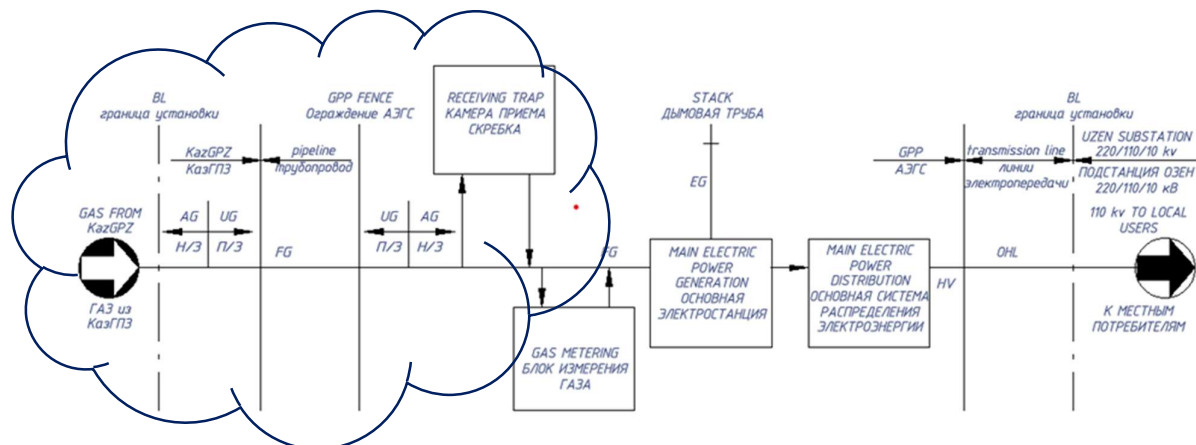 BL
граница установки
GPP FENCE
Ограждение АЗГС
RECEIVING TRAP
КАМЕРА ПРИЕМА
СКРЕБКА
STACK
ДЫМОВАЯ ТРУБА
BL
граница установки
KazGPZ
КазГПЗ
pipeline
трубопровод
GPP
АЗГС
transmission line
линии
электропередачи
UZEN SUBSTATION
220/110/10 kv
ПОДСТАНЦИЯ ОЗЕН
220/110/10 кВ
GAS FROM
KazGPZ
AG
UG
Н/З
П/З
FG
UG
AG
П/З
Н/З
EG
110 kv TO LOCAL
USERS
ГАЗ из
КазГПЗ
FG
MAIN ELECTRIC
POWER
GENERATION
ОСНОВНАЯ
ЭЛЕКТРОСТАНЦИЯ
MAIN ELECTRIC
POWER
DISTRIBUTION
ОСНОВНАЯ СИСТЕМА
РАСПРЕДЕЛЕНИЯ
ЭЛЕКТРОЭНЕРГИИ
HV
OHL
К МЕСТНЫМ
ПОТРЕБИТЕЛЯМ
GAS METERING
БЛОК ИЗМЕРЕНИЯ
ГАЗА